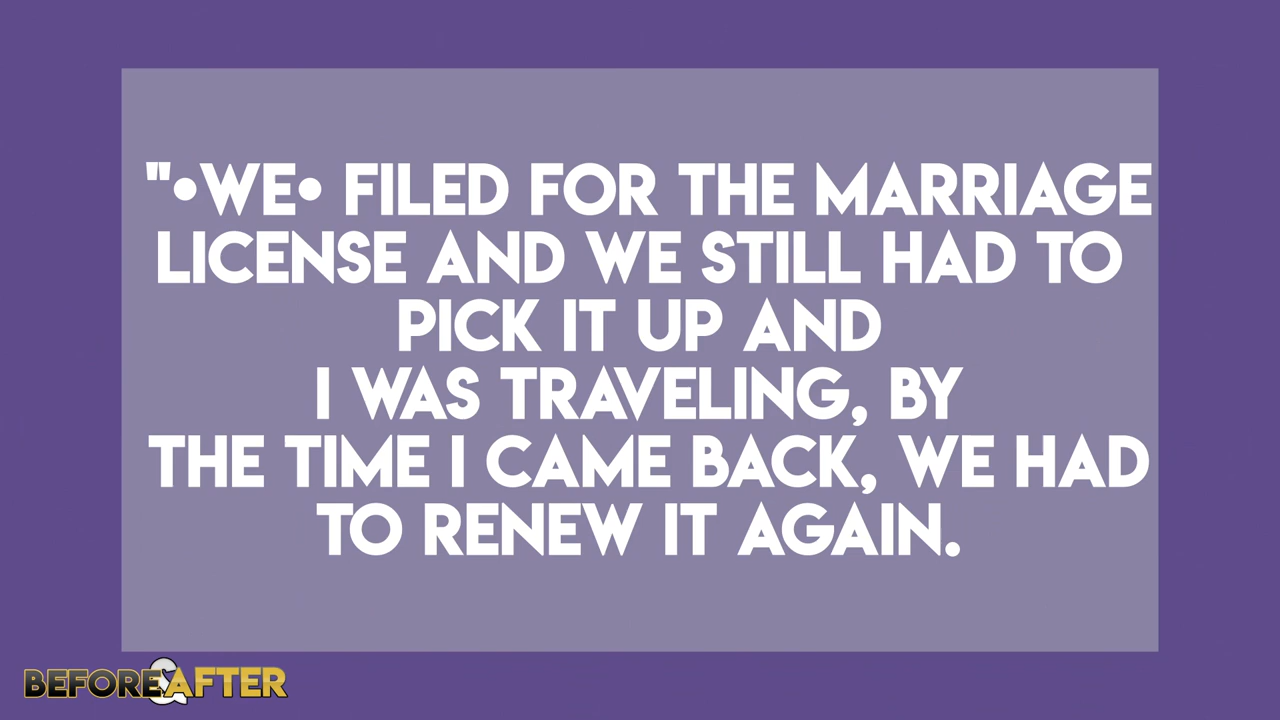 "•WE• FILED FOR THE MARRIAGE
LICENSE AND WE STILL HAD TO
PICK IT UP AND
I WAS TRAVELING, BY
THE TIME I CAME BACK, WE HAD
TO RENEW IT AGAIN.
BEFORE&AFTER